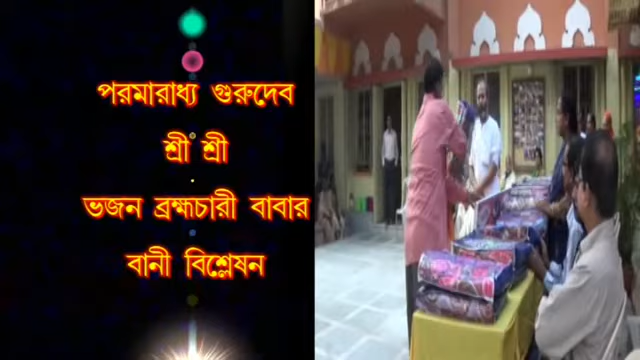 পরমারাধ্য গুরুদেব
শ্রী শ্রী
ভজন ব্রহ্মচারী বাবার
বানী বিশ্লেষন